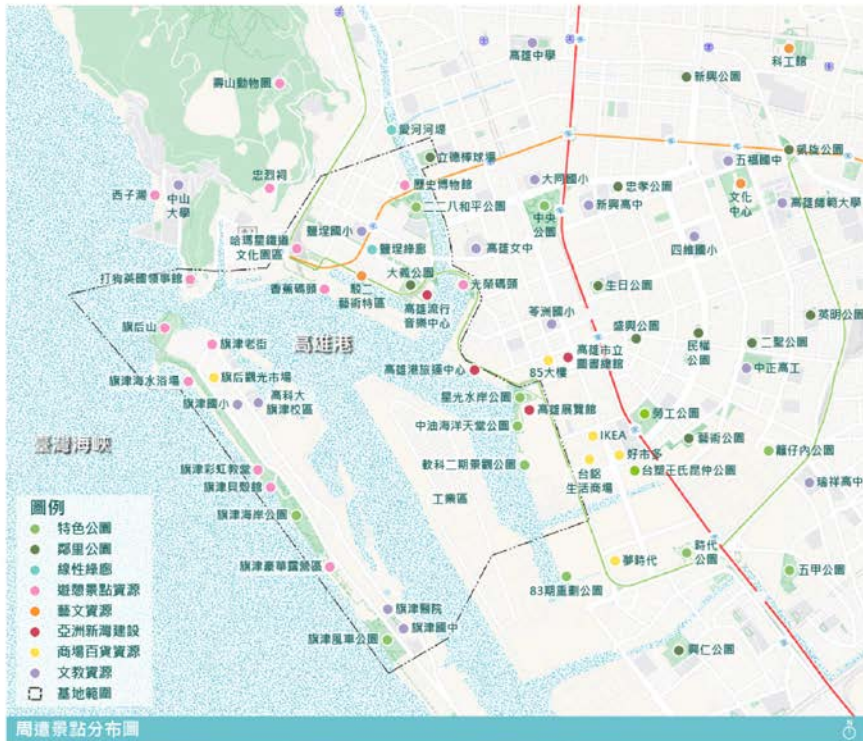 高雄中學
科工館
壽山動物園
新興公園
愛河河堤
立德棒球場
凱旋公園
五福國中
忠烈祠
歷史博物館
大同國小
忠孝公園
西子灣
中山
大學
二二八和平公園
中央
公園
新興高中
文化
中心
高雄師範大學
鹽埕國小
哈瑪星鐵道
文化園區
鹽埕綠廊
高雄女中
四維國小
打狗英國領事館
大義公園
駁二
藝術特區
香蕉碼頭
光榮碼頭
生日公園
高雄流行
音樂中心
苓洲國小
英明公園
旗后山
旗津老街
高雄港
盛興公園
民權
公園
二聖公園
高雄市立
圖書總館
85大樓
高雄港旅運中心
中正高工
旗津海水浴場
旗后觀光市場
旗津國小
高科大
旗津校區
星光水岸公園
高雄展覽館
勞工公園
中油海洋天堂公園
臺灣海峽
IKEA
藝術公園
好市多
籬仔內公園
軟科二期景觀公園
台鋁
生活商場
台塑王氏昆仲公園
瑞祥高中
旗津彩虹教堂
旗津貝殼館
工業區
旗津海岸公園
時代
公園
夢時代
旗津豪華露營區
83期重劃公園
五甲公園
旗津醫院
旗津國中
旗津風車公園
興仁公園
圖例
特色公園
鄰里公園
線性綠廊
遊憩景點資源
藝文資源
亞洲新灣建設
商場百貨資源
文教資源
基地範圍
周遭景點分布圖
N